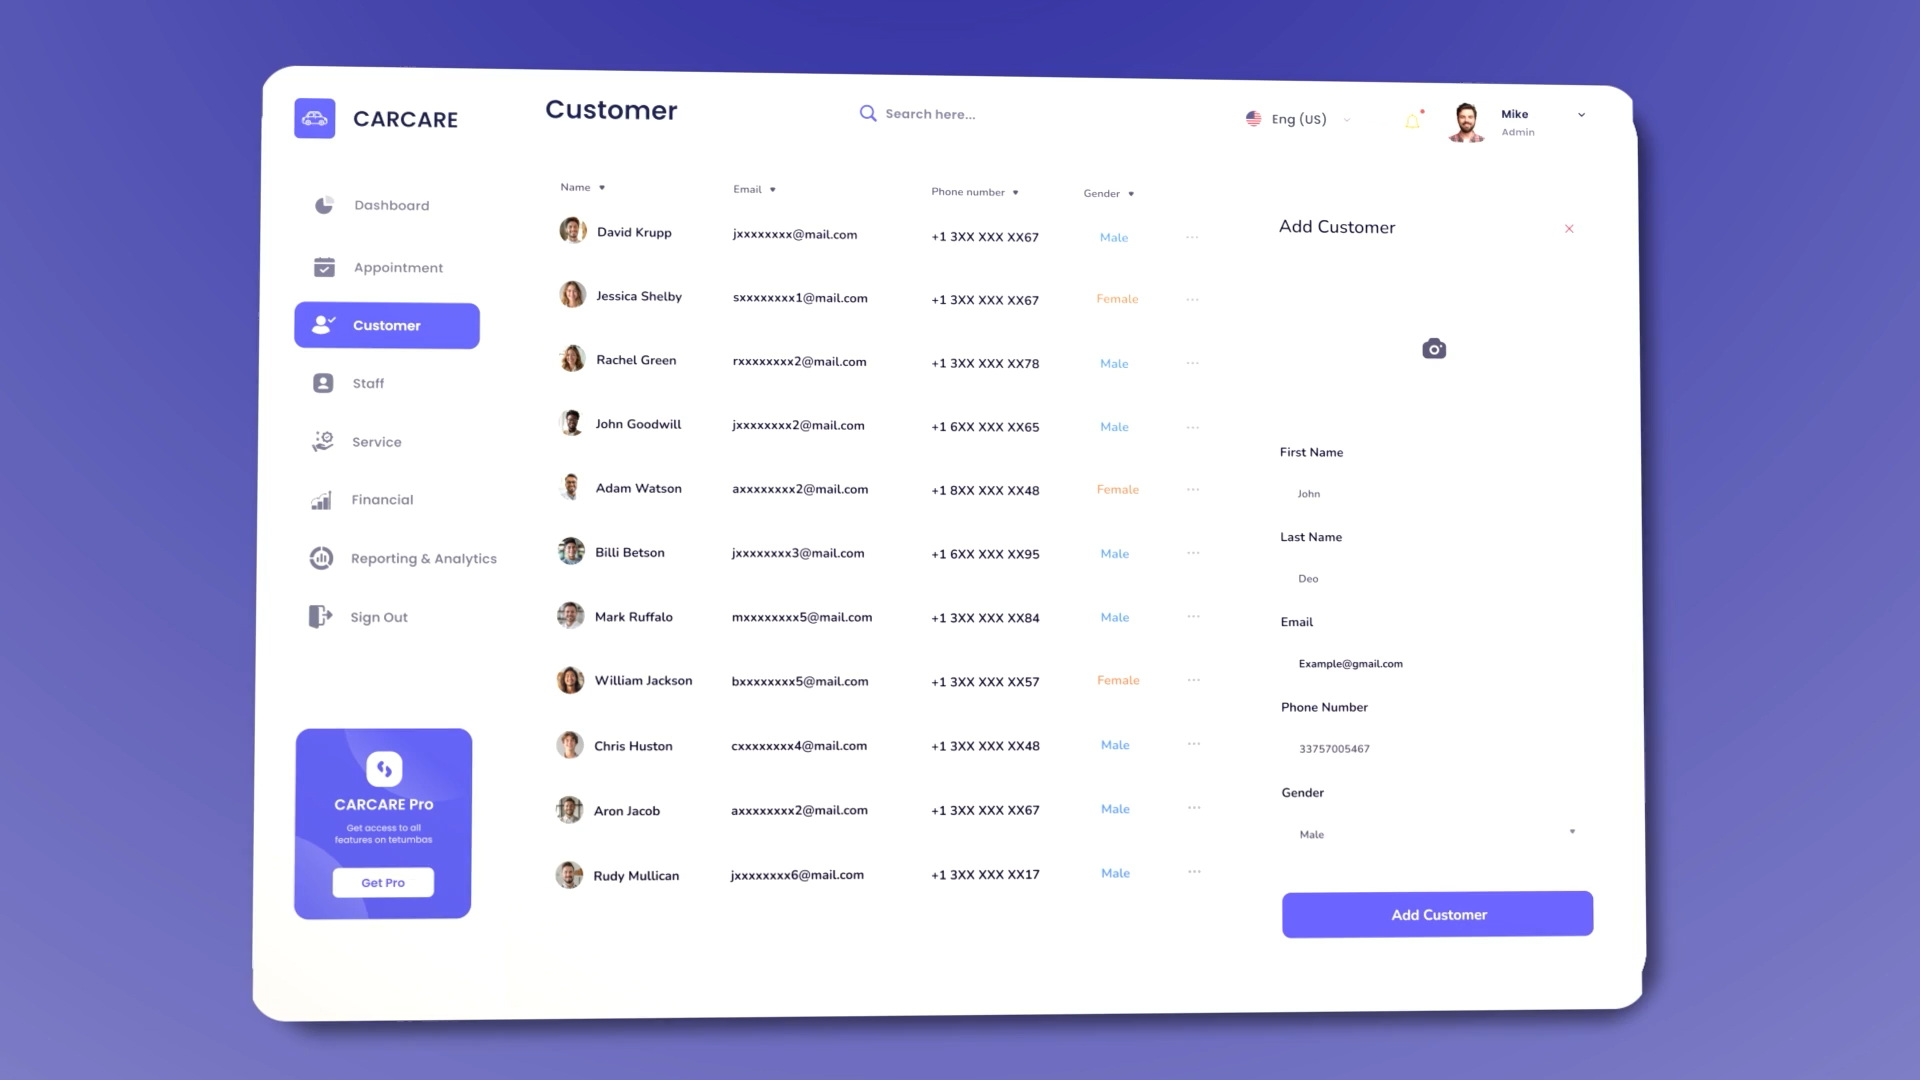 CARCARE
Customer
Search here...
Eng (US)
Mike
Admin
Dashboard
Appointment
Customer
Staff
Service
Financial
Reporting & Analytics
Sign Out
CARCARE Pro
Get access to all
features on tetumbas
Get Pro
Name Email Phone number Gender
David Krupp jxxxxxxxx@mail.com +1 3XX XXX XX67 Male ...
Jessica Shelby sxxxxxxxx1@mail.com +1 3XX XXX XX67 Female ...
Rachel Green rxxxxxxxx2@mail.com +1 3XX XXX XX78 Male ...
John Goodwill jxxxxxxxx2@mail.com +1 6XX XXX XX65 Male ...
Adam Watson axxxxxxxx2@mail.com +1 8XX XXX XX48 Female ...
Billi Betson jxxxxxxxx3@mail.com +1 6XX XXX XX95 Male ...
Mark Ruffalo mxxxxxxxx5@mail.com +1 3XX XXX XX84 Male ...
William Jackson bxxxxxxxx5@mail.com +1 3XX XXX XX57 Female ...
Chris Huston cxxxxxxxx4@mail.com +1 3XX XXX XX48 Male ...
Aron Jacob axxxxxxxx2@mail.com +1 3XX XXX XX67 Male ...
Rudy Mullican jxxxxxxxx6@mail.com +1 3XX XXX XX17 Male ...
Add Customer
First Name
John
Last Name
Deo
Email
Example@gmail.com
Phone Number
33757005467
Gender
Male
Add Customer